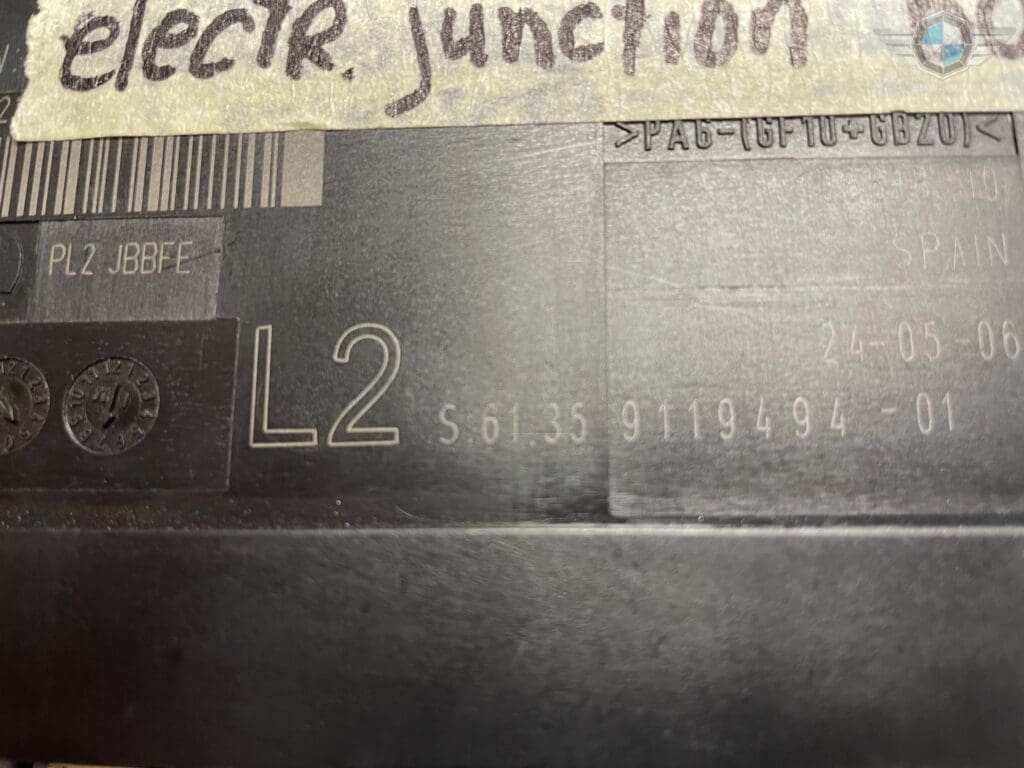 electr. junction
>PA6-(GF10+GB20)<
PL2 JBBFE
SPAIN
24-05-06
L2
S.61.35 9119494 -01